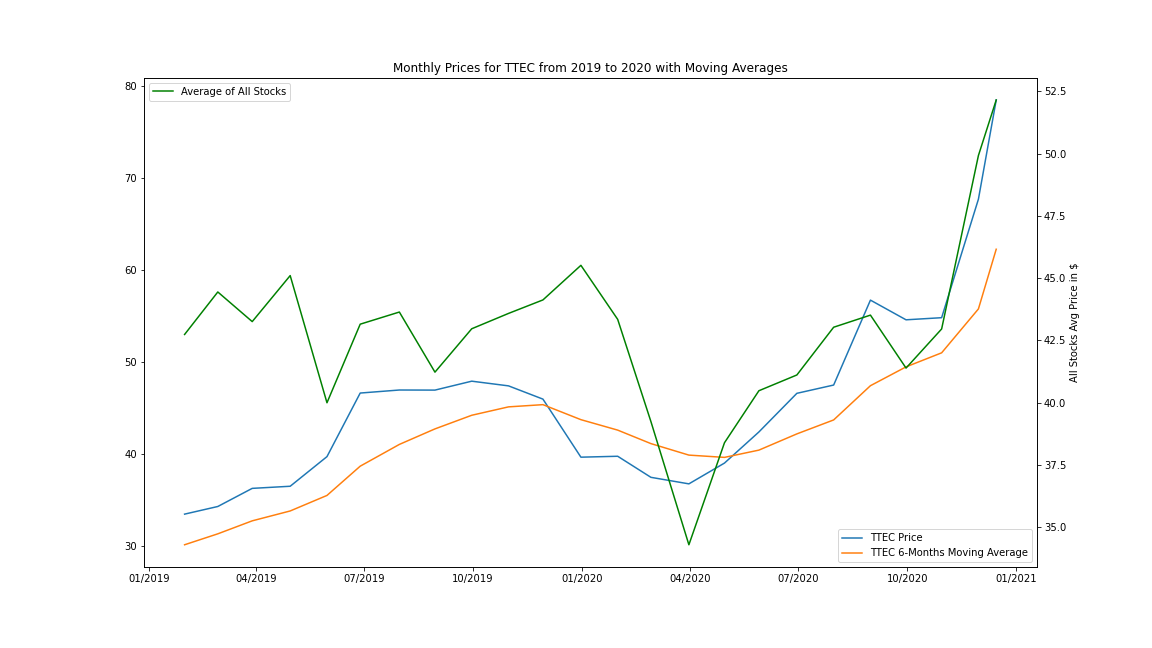 Monthly Prices for TTEC from 2019 to 2020 with Moving Averages
Average of All Stocks
80
70
60
50
40
30
52.5
50.0
47.5
45.0
42.5
40.0
37.5
35.0
All Stocks Avg Price in $
TTEC Price
TTEC 6-Months Moving Average
01/2019 04/2019 07/2019 10/2019 01/2020 04/2020 07/2020 10/2020 01/2021